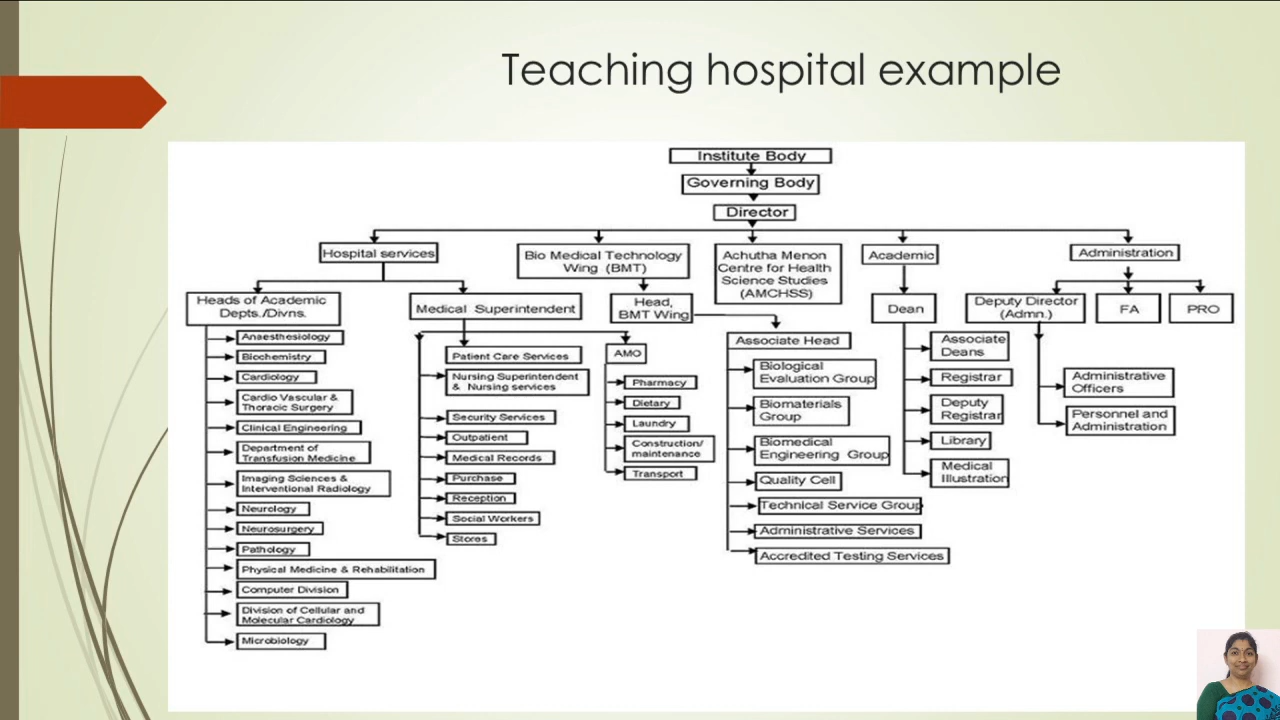 Teaching hospital example
Institute Body
Governing Body
Director
Hospital services
Bio Medical Technology
Wing (BMT)
Achutha Menon
Centre for Health
Science Studies
(AMCHSS)
Academic
Administration
Heads of Academic
Depts./Divns.
Medical Superintendent
Head,
BMT Wing
Dean
Deputy Director
(Admn.)
FA
PRO
Anaesthesiology
Biochemistry
Cardiology
Cardio Vascular &
Thoracic Surgery
Clinical Engineering
Department of
Transfusion Medicine
Imaging Sciences &
Interventional Radiology
Neurology
Neurosurgery
Pathology
Physical Medicine & Rehabilitation
Computer Division
Division of Cellular and
Molecular Cardiology
Microbiology
Patient Care Services
Nursing Superintendent
& Nursing services
Security Services
Outpatient
Medical Records
Purchase
Reception
Social Workers
Stores
AMO
Pharmacy
Dietary
Laundry
Construction/
maintenance
Transport
Associate Head
Biological
Evaluation Group
Biomaterials
Group
Biomedical
Engineering Group
Quality Cell
Technical Service Group
Administrative Services
Accredited Testing Services
Associate
Deans
Registrar
Deputy
Registrar
Library
Medical
Illustration
Administrative
Officers
Personnel and
Administration